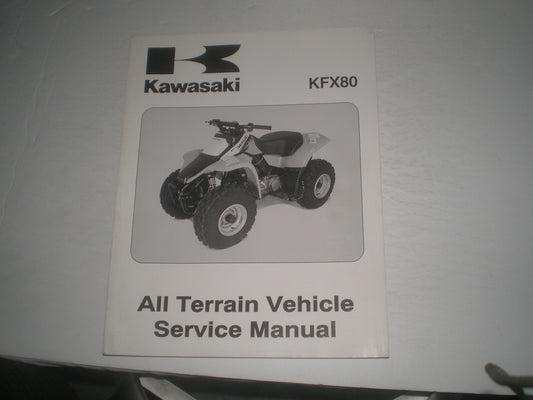 Kawasaki
KFX80
All Terrain Vehicle
Service Manual